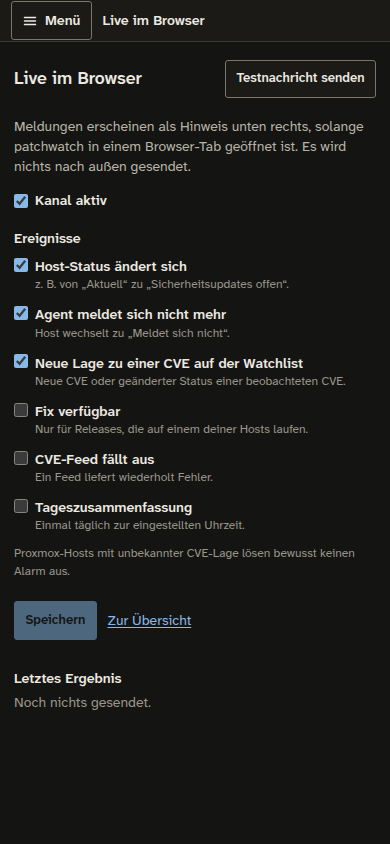 Menü Live im Browser
Live im Browser Testnachricht senden
Meldungen erscheinen als Hinweis unten rechts, solange
patchwatch in einem Browser-Tab geöffnet ist. Es wird
nichts nach außen gesendet.
Kanal aktiv
Ereignisse
Host-Status ändert sich
z. B. von „Aktuell“ zu „Sicherheitsupdates offen“.
Agent meldet sich nicht mehr
Host wechselt zu „Meldet sich nicht“.
Neue Lage zu einer CVE auf der Watchlist
Neue CVE oder geänderter Status einer beobachteten CVE.
Fix verfügbar
Nur für Releases, die auf einem deiner Hosts laufen.
CVE-Feed fällt aus
Ein Feed liefert wiederholt Fehler.
Tageszusammenfassung
Einmal täglich zur eingestellten Uhrzeit.
Proxmox-Hosts mit unbekannter CVE-Lage lösen bewusst keinen
Alarm aus.
Speichern Zur Übersicht
Letztes Ergebnis
Noch nichts gesendet.